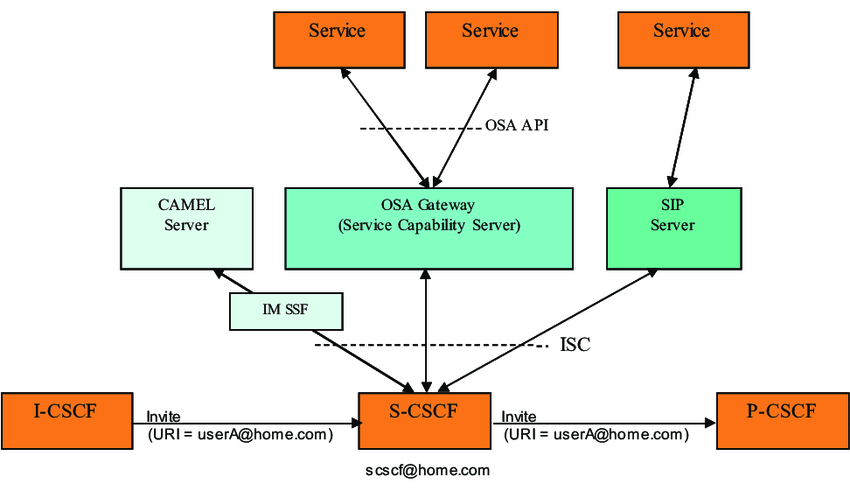 Service
Service
Service
OSA API
CAMEL
Server
OSA Gateway
(Service Capability Server)
SIP
Server
IM SSF
ISC
I-CSCF
Invite
(URI = userA@home.com)
S-CSCF
Invite
(URI = userA@home.com)
P-CSCF
scscf@home.com